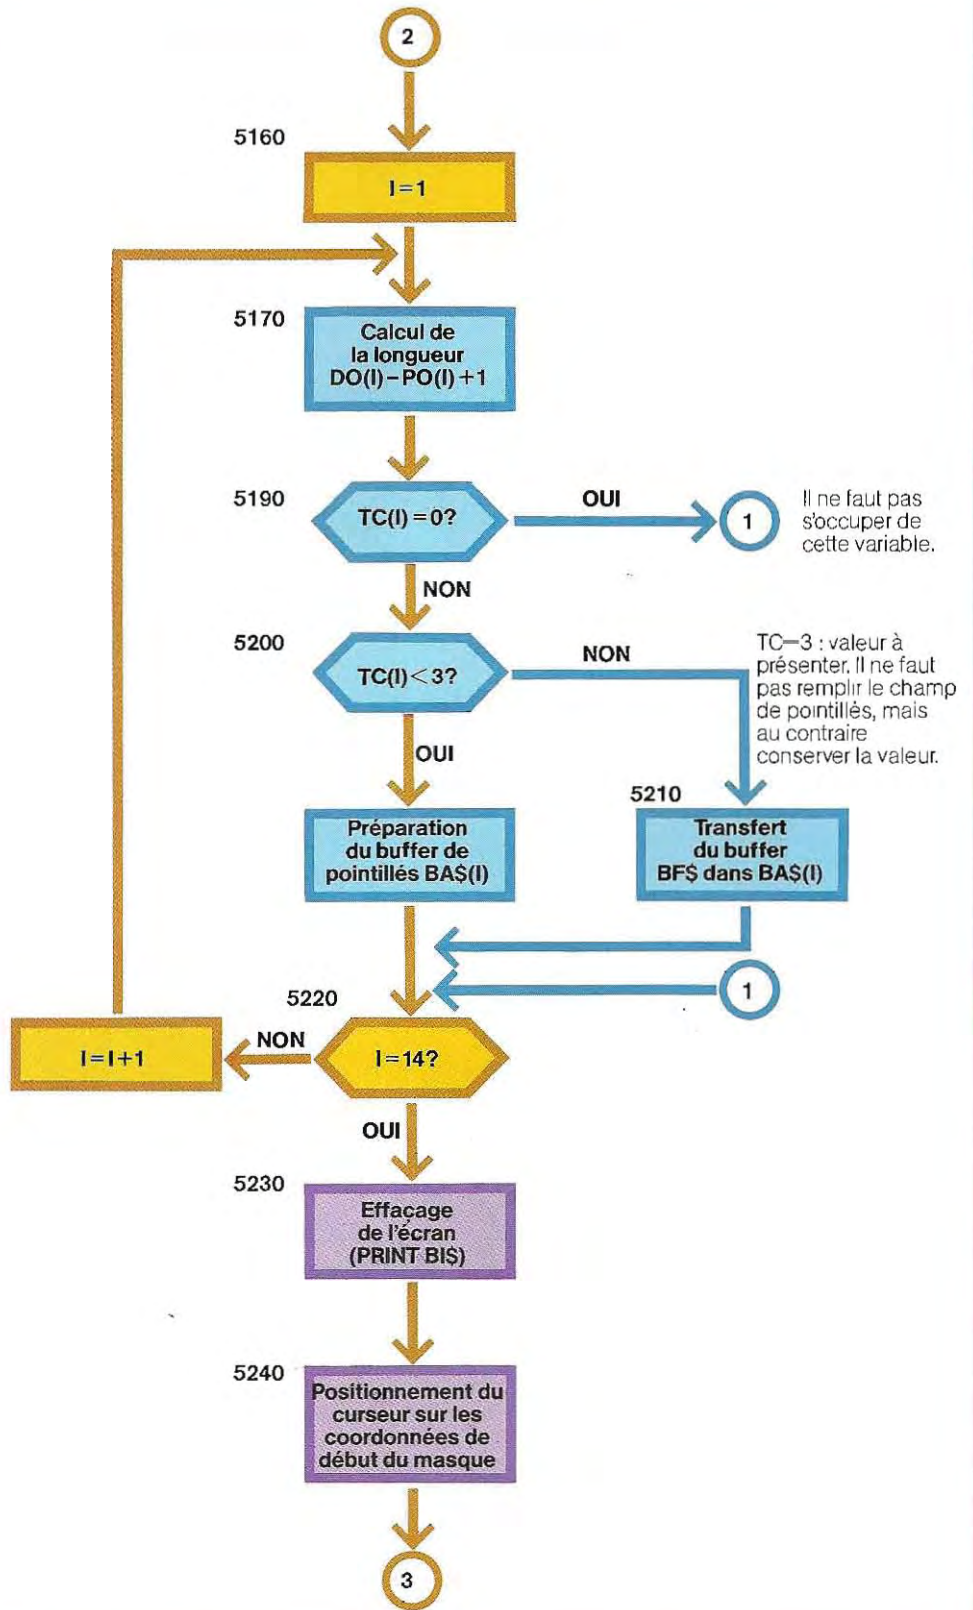 2
5160
I=1
5170
Calcul de
la longueur
DO(I)–PO(I)+1
5190
TC(I)=0?
OUI
1
Il ne faut pas
s'occuper de
cette variable.
NON
5200
TC(I)<3?
NON
TC=3 : valeur à
présenter. Il ne faut
pas remplir le champ
de pointillés, mais
au contraire
conserver la valeur.
OUI
Préparation
du buffer de
pointillés BA$(I)
5210
Transfert
du buffer
BF$ dans BA$(I)
1
5220
I=I+1
NON
I=14?
OUI
5230
Effaçage
de l'écran
(PRINT BI$)
5240
Positionnement du
curseur sur les
coordonnées de
début du masque
3